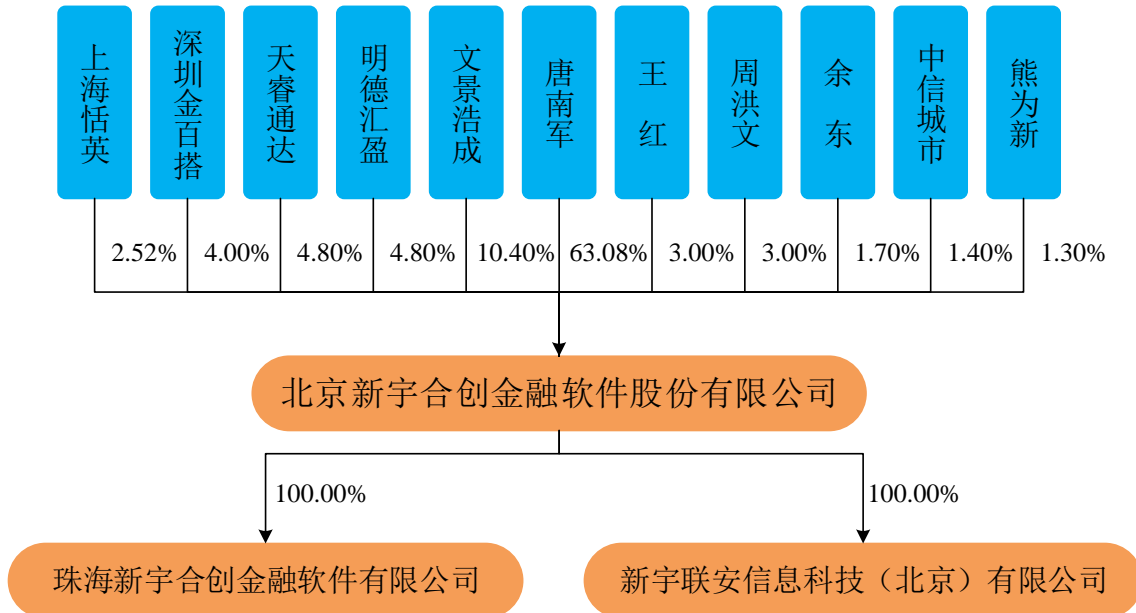 上海恬英
深圳金百搭
天睿通达
明德汇盈
文景浩成
唐南军
王 红
周洪文
余 东
中信城市
熊为新
2.52% 4.00% 4.80% 4.80% 10.40% 63.08% 3.00% 3.00% 1.70% 1.40% 1.30%
北京新宇合创金融软件股份有限公司
100.00% 100.00%
珠海新宇合创金融软件有限公司
新宇联安信息科技（北京）有限公司